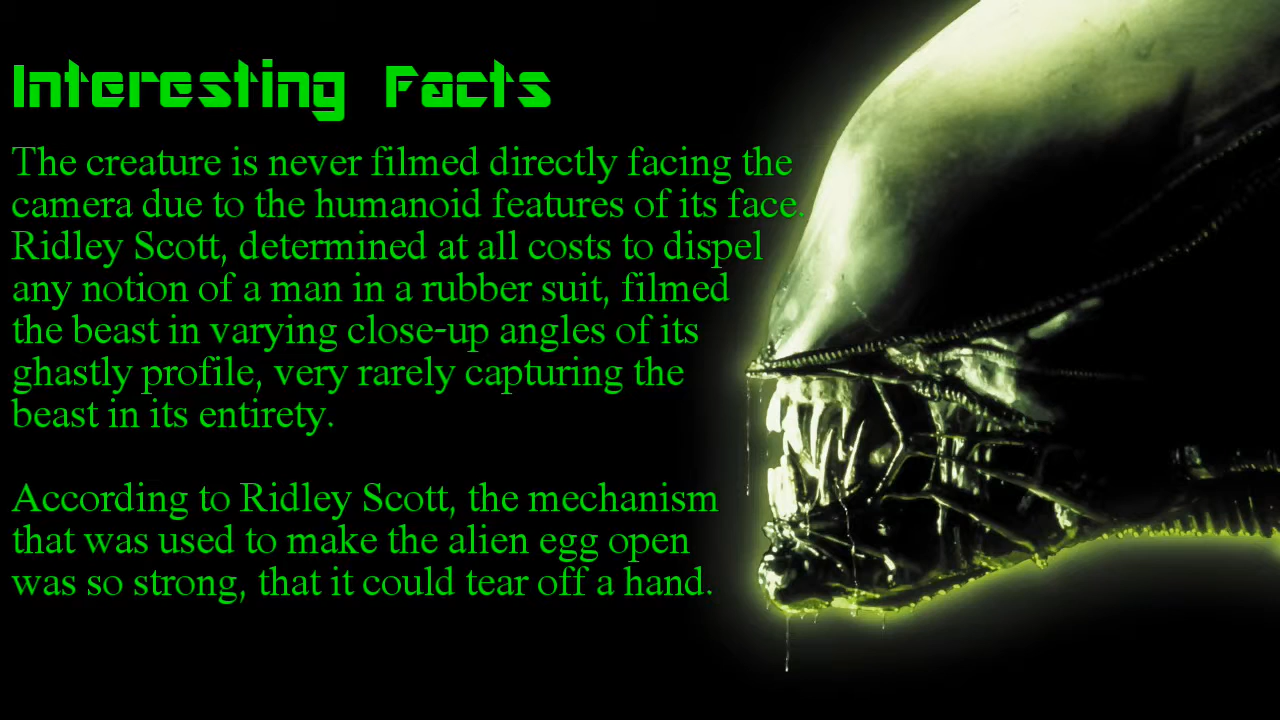 Interesting Facts
The creature is never filmed directly facing the
camera due to the humanoid features of its face.
Ridley Scott, determined at all costs to dispel
any notion of a man in a rubber suit, filmed
the beast in varying close-up angles of its
ghastly profile, very rarely capturing the
beast in its entirety.
According to Ridley Scott, the mechanism
that was used to make the alien egg open
was so strong, that it could tear off a hand.